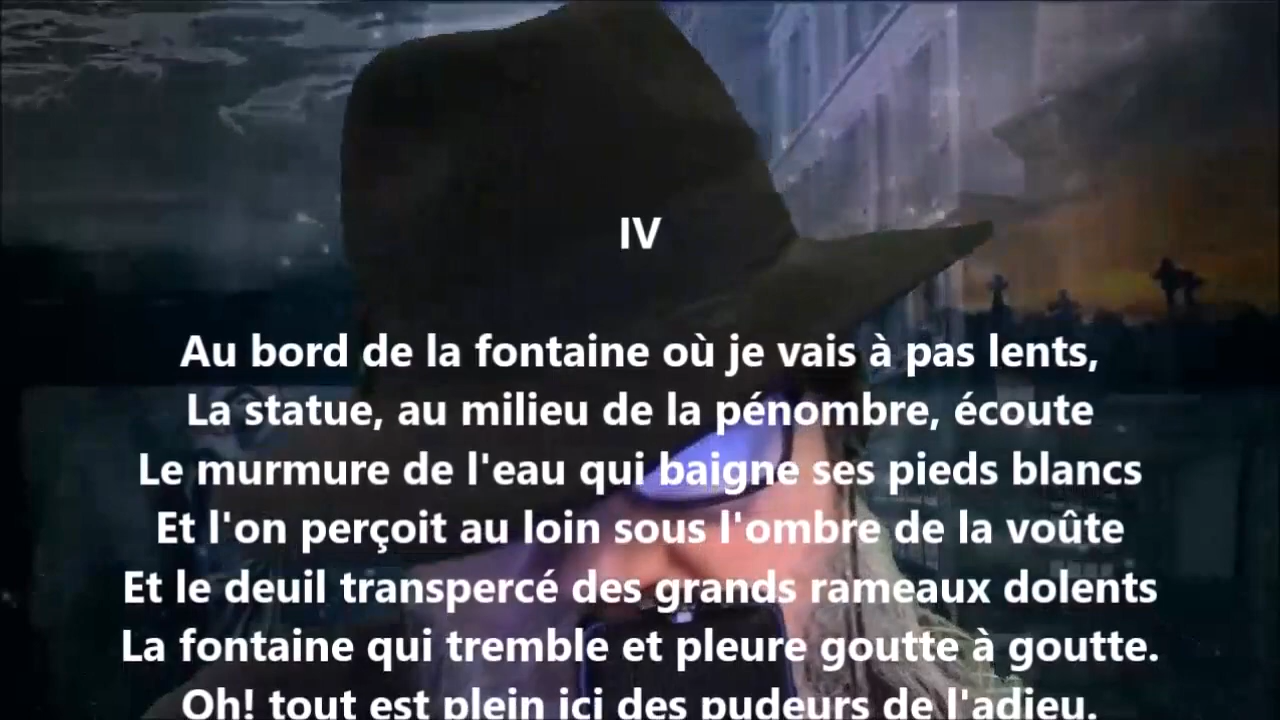 IV
Au bord de la fontaine où je vais à pas lents,
La statue, au milieu de la pénombre, écoute
Le murmure de l'eau qui baigne ses pieds blancs
Et l'on perçoit au loin sous l'ombre de la voûte
Et le deuil transpercé des grands rameaux dolents
La fontaine qui tremble et pleure goutte à goutte.
Oh! tout est plein ici des pudeurs de l'adieu.